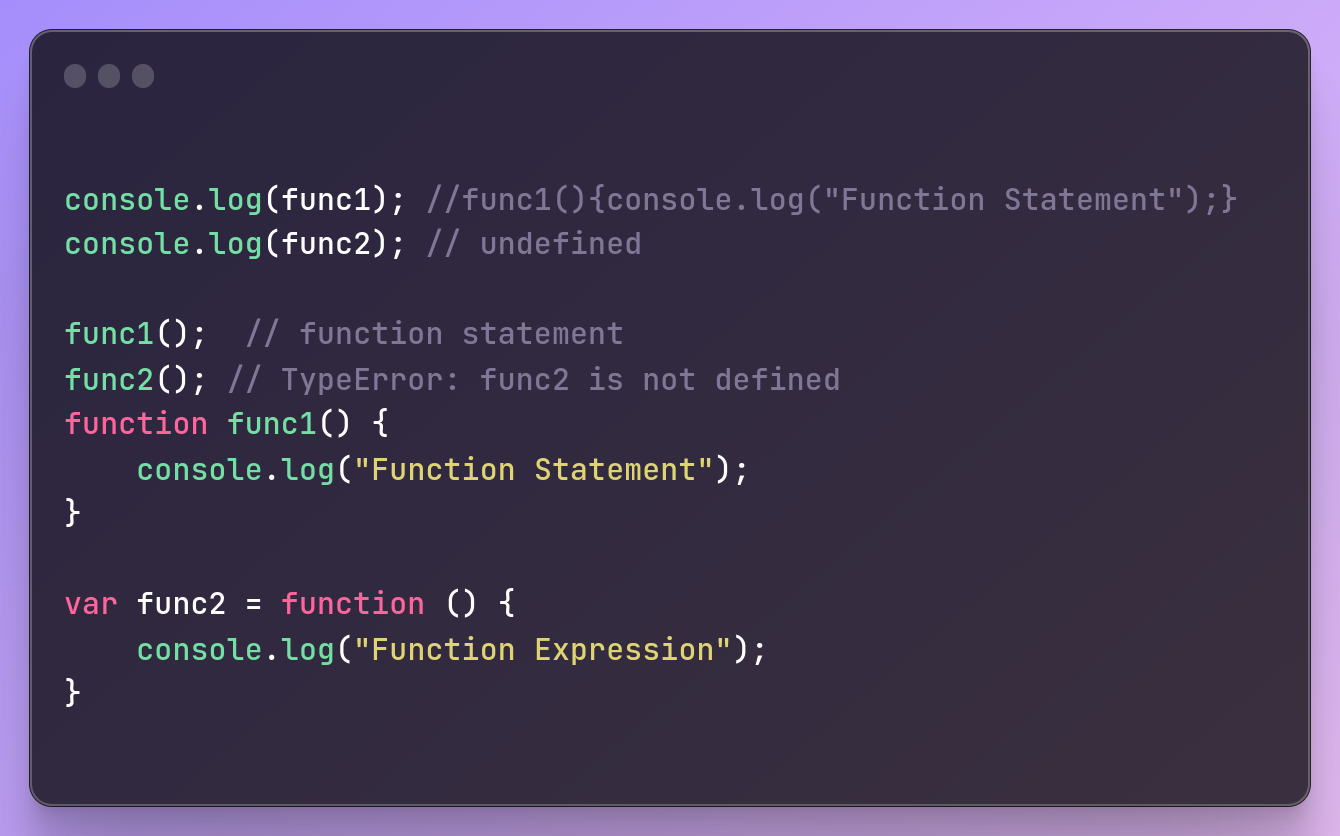 console.log(func1); //func1(){console.log("Function Statement");}
console.log(func2); // undefined
func1();  // function statement
func2(); // TypeError: func2 is not defined
function func1() {
    console.log("Function Statement");
}
var func2 = function () {
    console.log("Function Expression");
}